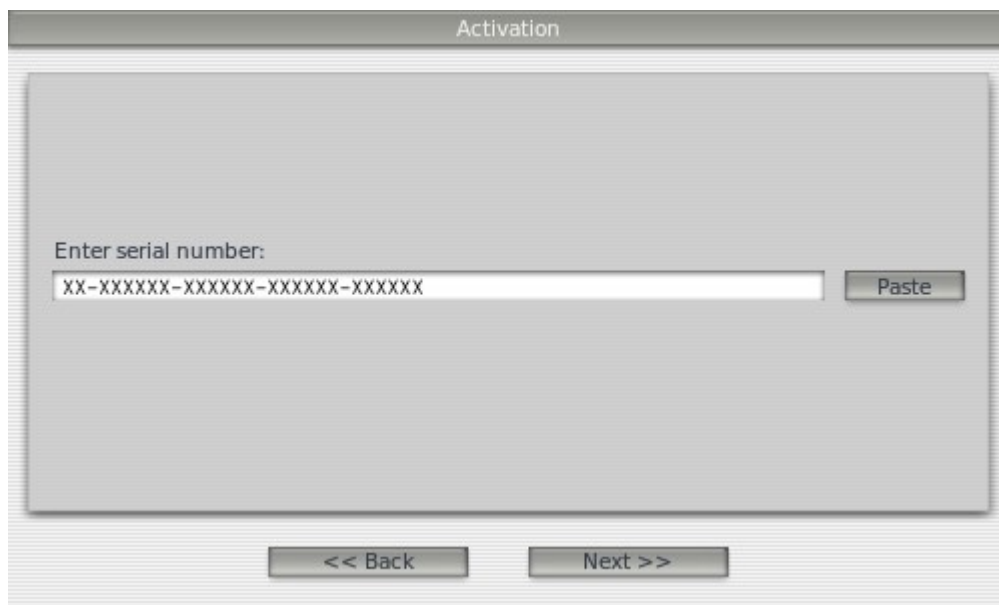 Activation
Enter serial number:
XX-XXXXXX-XXXXXX-XXXXXX-XXXXXX
Paste
<< Back
Next >>